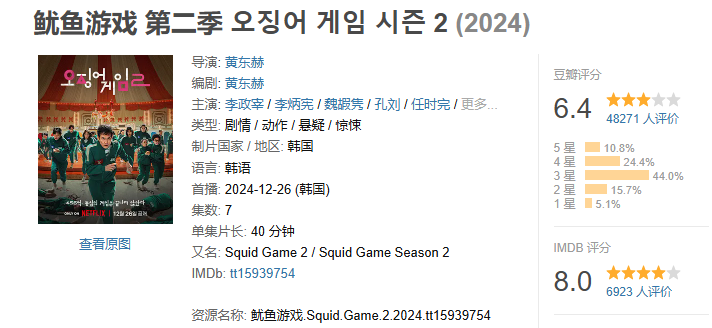 鱿鱼游戏 第二季 오징어 게임 시즌 2 (2024)
오징어 게임2
NETFLIX
12월 26일 공개
查看原图
导演: 黄东赫
编剧: 黄东赫
主演: 李政宰 / 李炳宪 / 魏嘏隽 / 孔刘 / 任时完 / 更多...
类型: 剧情 / 动作 / 悬疑 / 惊悚
制片国家 / 地区: 韩国
语言: 韩语
首播: 2024-12-26 (韩国)
集数: 7
单集片长: 40 分钟
又名: Squid Game 2 / Squid Game Season 2
IMDb: tt15939754
资源名称: 鱿鱼游戏.Squid.Game.2.2024.tt15939754
豆瓣评分
6.4
48271 人评价
5 星 10.8%
4 星 24.4%
3 星 44.0%
2 星 15.7%
1 星 5.1%
IMDB 评分
8.0
6923 人评价